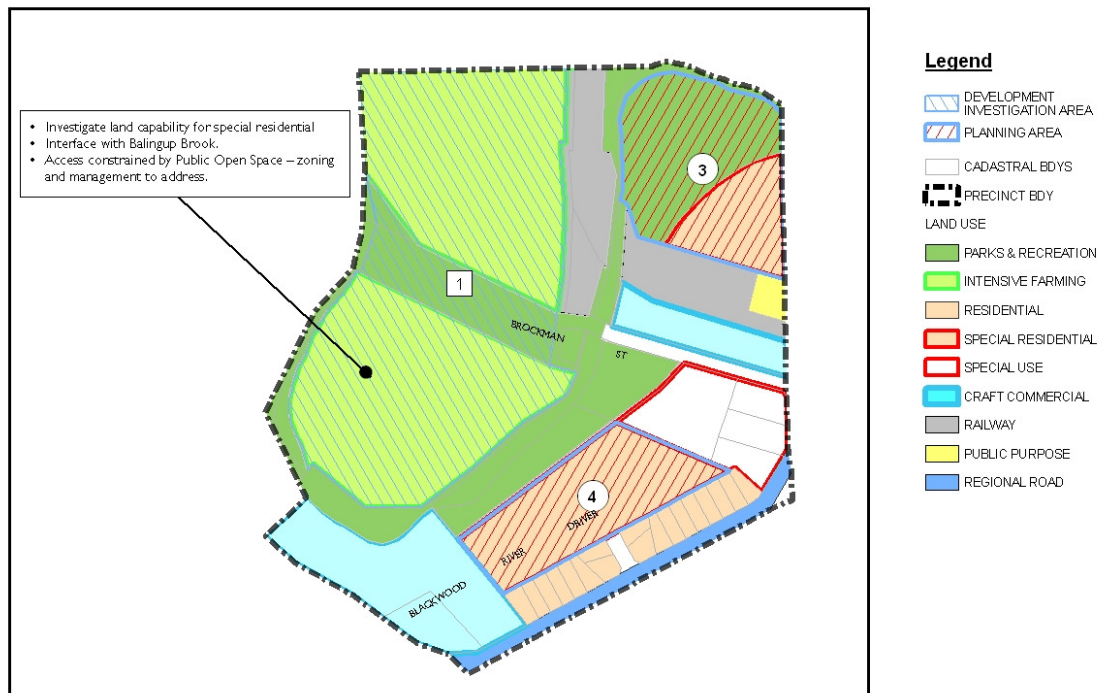 • Investigate land capability for special residential
• Interface with Balingup Brook.
• Access constrained by Public Open Space – zoning
and management to address.
3
1
BROCKMAN
ST
4
DRIVER
RIVER
BLACKWOOD
Legend
DEVELOPMENT
INVESTIGATION AREA
PLANNING AREA
CADASTRAL BDYS
PRECINCT BDY
LAND USE
PARKS & RECREATION
INTENSIVE FARMING
RESIDENTIAL
SPECIAL RESIDENTIAL
SPECIAL USE
CRAFT COMMERCIAL
RAILWAY
PUBLIC PURPOSE
REGIONAL ROAD